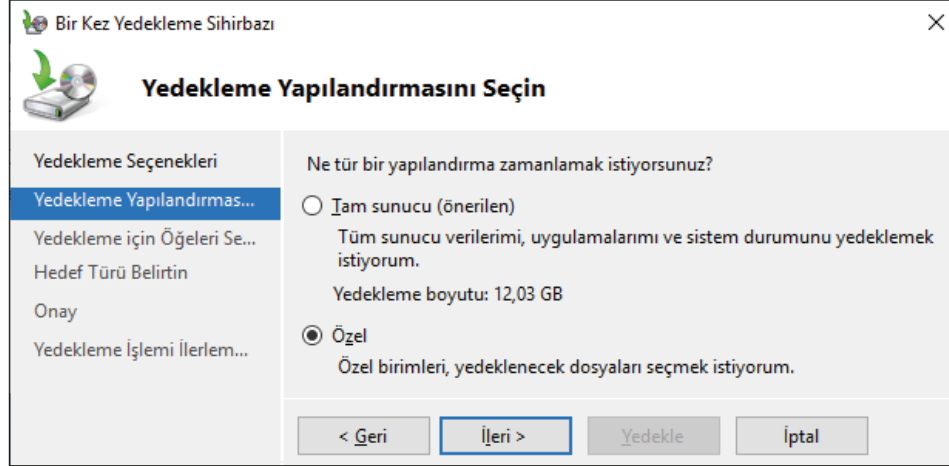 Bir Kez Yedekleme Sihirbazı
Yedekleme Yapılandırmasını Seçin
Yedekleme Seçenekleri
Yedekleme Yapılandırmas...
Yedekleme için Öğeleri Se...
Hedef Türü Belirtin
Onay
Yedekleme İşlemi İlerlem...
Ne tür bir yapılandırma zamanlamak istiyorsunuz?
Tam sunucu (önerilen)
Tüm sunucu verilerimi, uygulamalarımı ve sistem durumunu yedeklemek
istiyorum.
Yedekleme boyutu: 12,03 GB
Özel
Özel birimleri, yedeklenecek dosyaları seçmek istiyorum.
< Geri İleri > Yedekle İptal